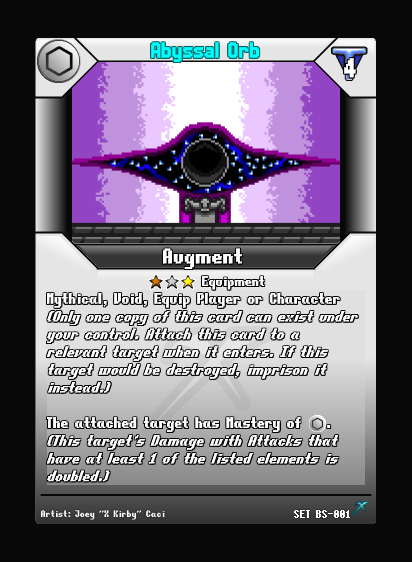 Abyssal Orb
4
Augment
Equipment
Mythical, Void, Equip Player or Character
(Only one copy of this card can exist under
your control. Attach this card to a
relevant target when it enters. If this
target would be destroyed, imprison it
instead.)
The attached target has Mastery of .
(This target's Damage with Attacks that
have at least 1 of the listed elements is
doubled.)
Artist: Joey "X Kirby" Caci
SET BS-001